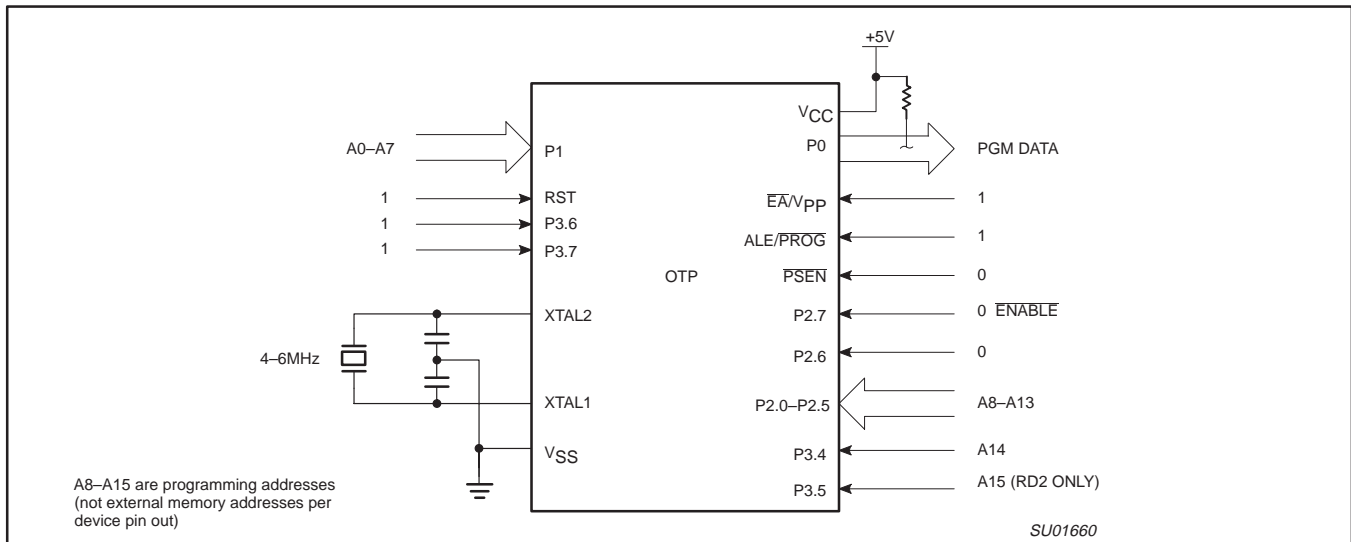 +5V
VCC
A0–A7
P1
P0
PGM DATA
1
RST
EA/VPP
1
1
P3.6
ALE/PROG
1
1
P3.7
OTP
PSEN
0
XTAL2
P2.7
0 ENABLE
4–6MHz
P2.6
0
XTAL1
P2.0–P2.5
A8–A13
VSS
P3.4
A14
P3.5
A15 (RD2 ONLY)
A8–A15 are programming addresses
(not external memory addresses per
device pin out)
SU01660